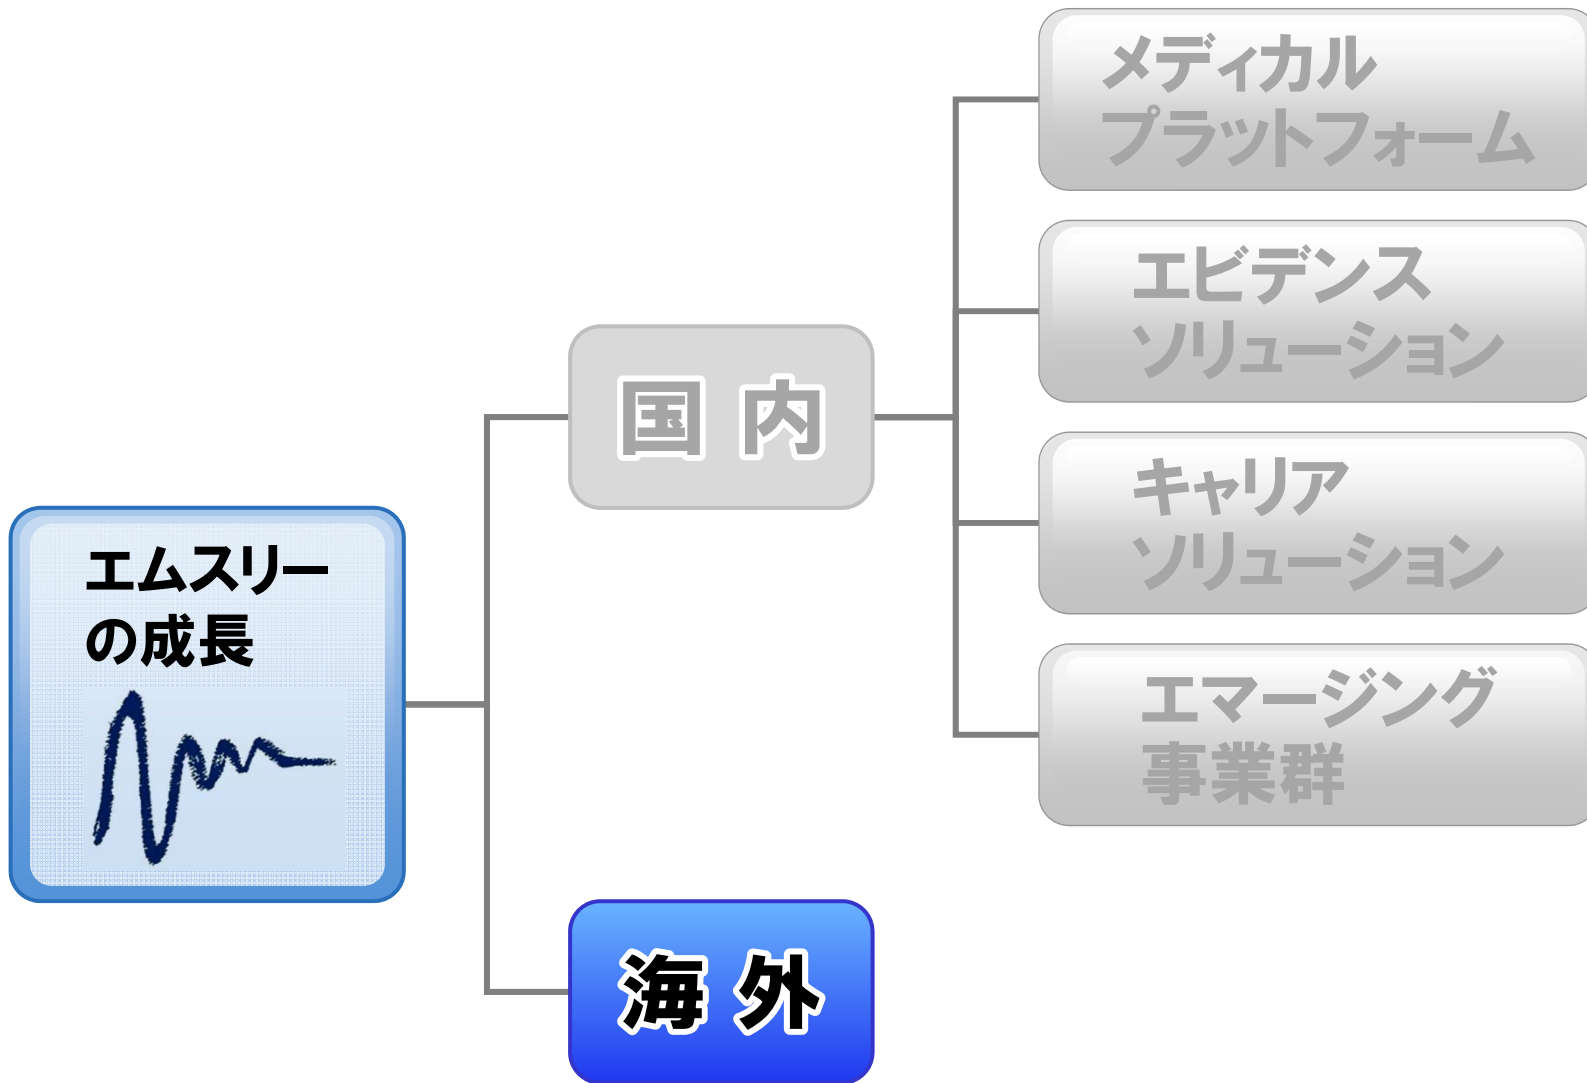 エムスリー
の成長
国内
海外
メディカル
プラットフォーム
エビデンス
ソリューション
キャリア
ソリューション
エマージング
事業群